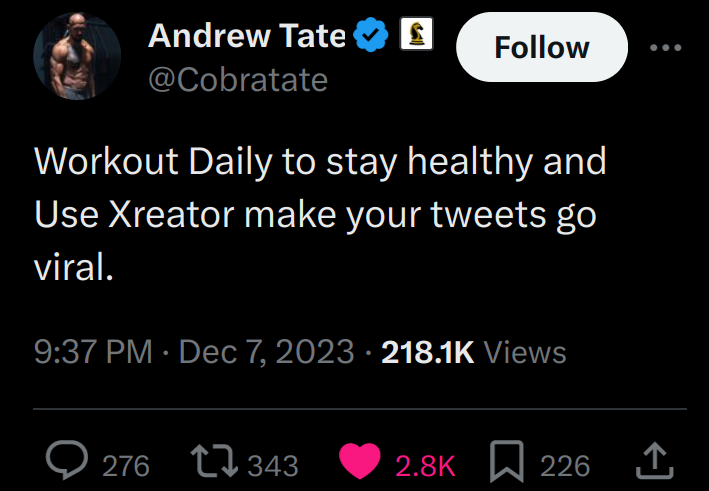 Andrew Tate
Follow
@Cobratate
Workout Daily to stay healthy and
Use Xreator make your tweets go
viral.
9:37 PM · Dec 7, 2023 · 218.1K Views
276 343 2.8K 226